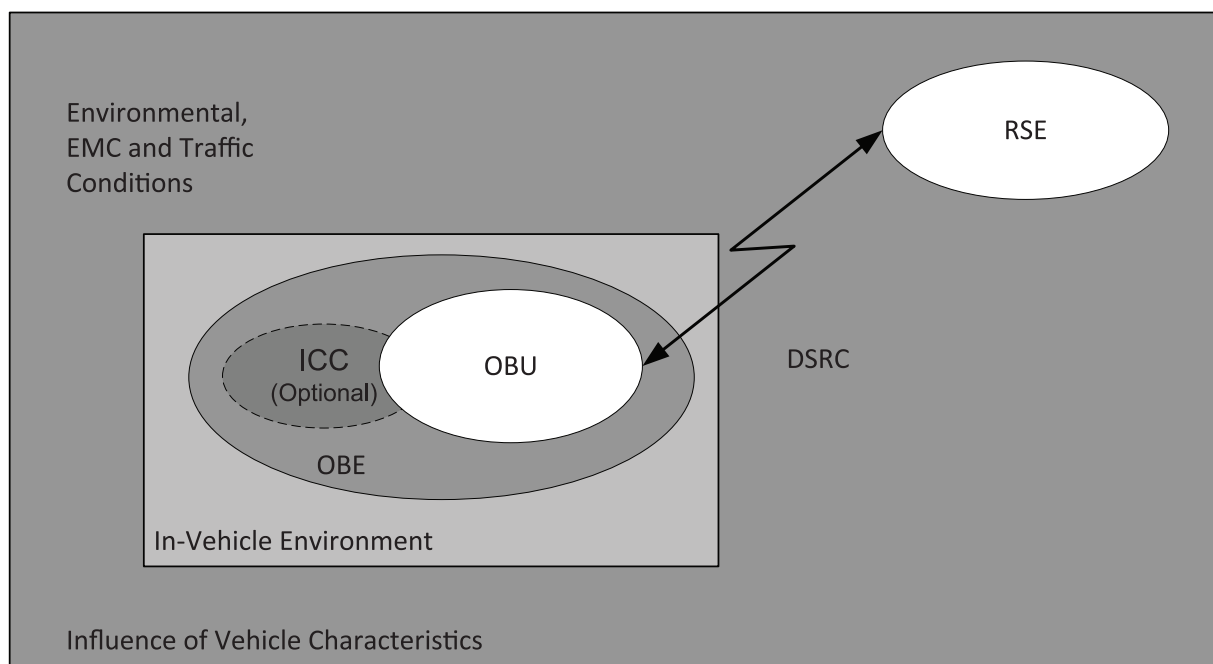 Environmental,
EMC and Traffic
Conditions
RSE
ICC
(Optional)
OBU
DSRC
OBE
In-Vehicle Environment
Influence of Vehicle Characteristics